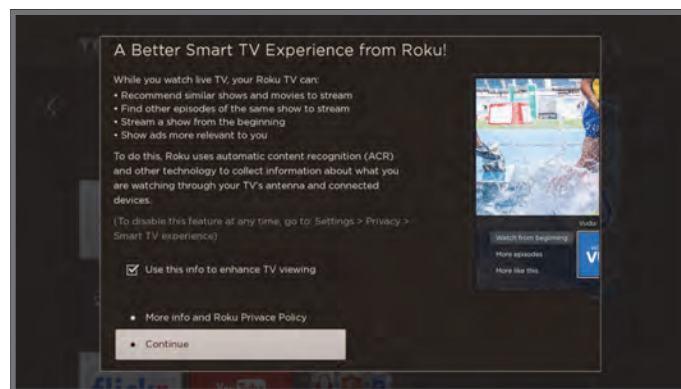 A Better Smart TV Experience from Roku!
While you watch live TV, your Roku TV can:
• Recommend similar shows and movies to stream
• Find other episodes of the same show to stream
• Stream a show from the beginning
• Show ads more relevant to you
To do this, Roku uses automatic content recognition (ACR)
and other technology to collect information about what you
are watching through your TV's antenna and connected
devices.
(To disable this feature at any time, go to: Settings > Privacy >
Smart TV experience)
Use this info to enhance TV viewing
• More info and Roku Privace Policy
• Continue
Vudu
Watch from beginning
More episodes
More like this